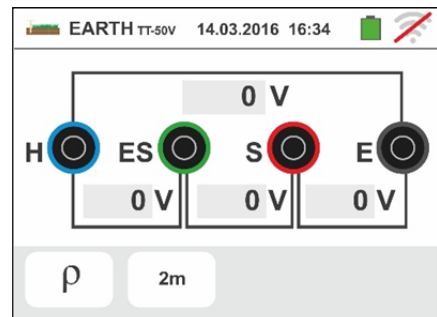 EARTH TT-50V 14.03.2016 16:34
0 V
H ES S E
0 V 0 V 0 V
ρ 2m